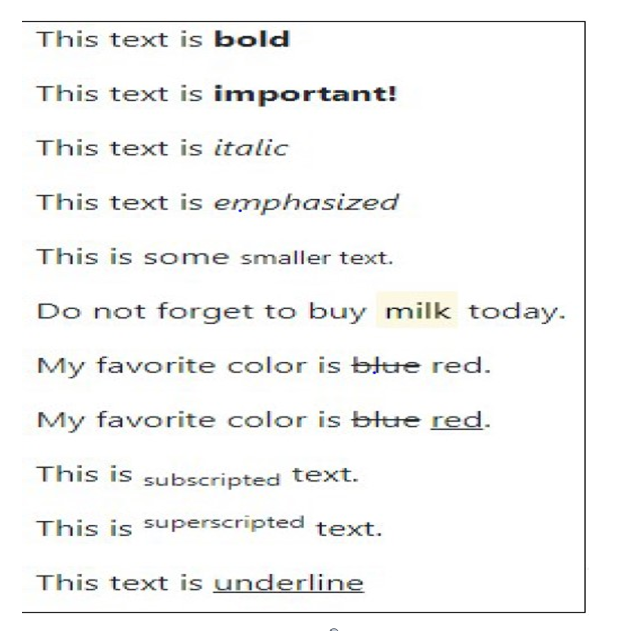 This text is bold
This text is important!
This text is italic
This text is emphasized
This is some smaller text.
Do not forget to buy milk today.
My favorite color is blue red.
My favorite color is blue red.
This is subscripted text.
This is superscripted text.
This text is underline